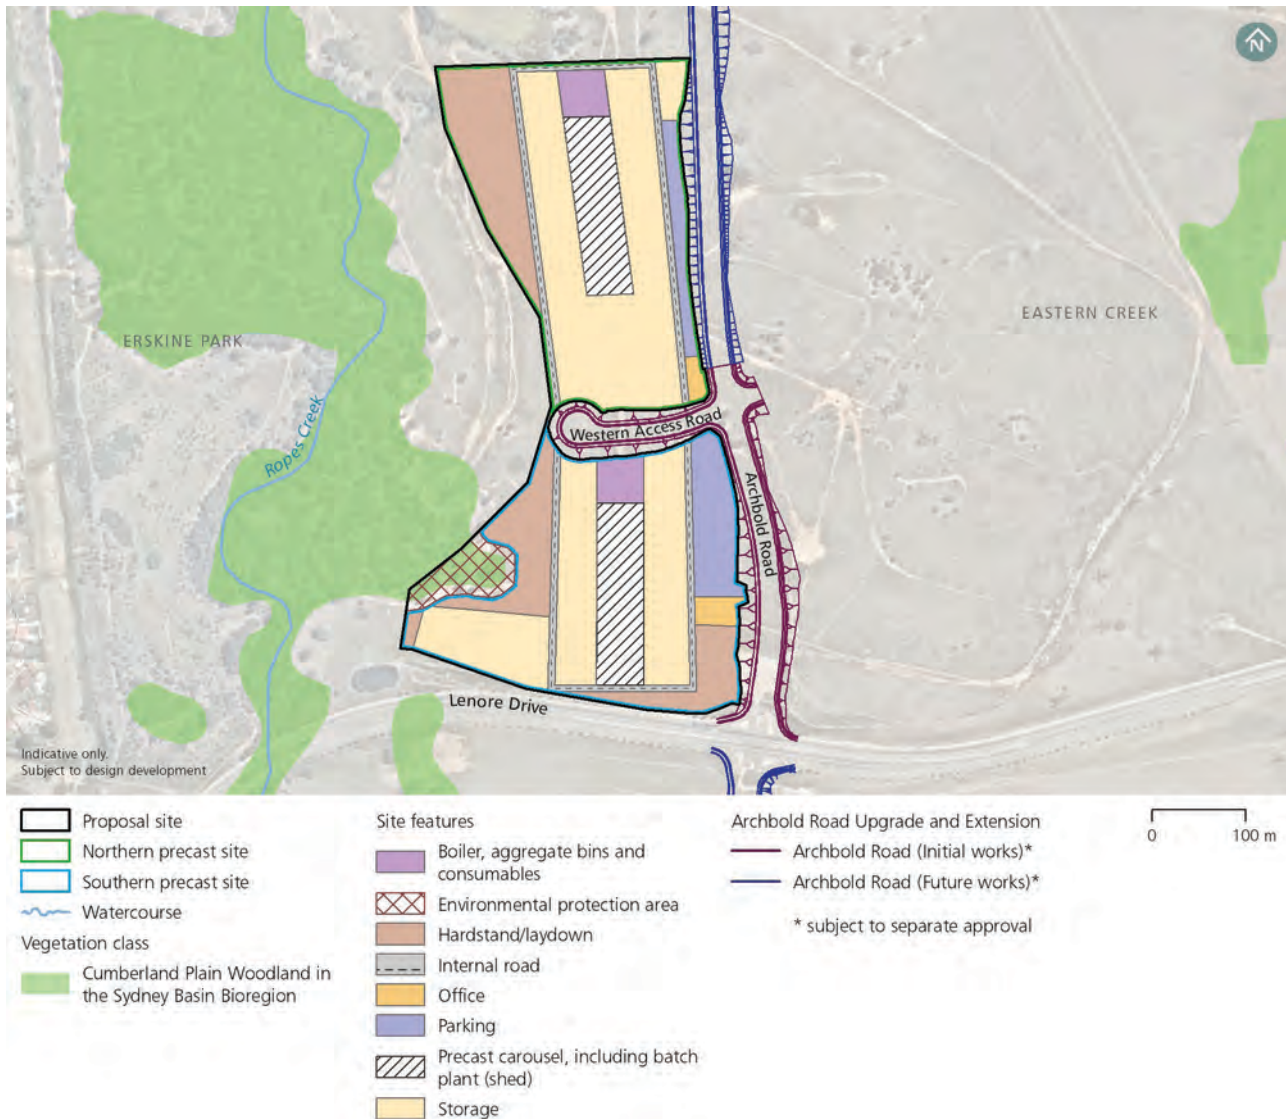 N
ERSKINE PARK
EASTERN CREEK
Ropes Creek
Western Access Road
Archbold Road
Lenore Drive
Indicative only.
Subject to design development
Proposal site
Northern precast site
Southern precast site
Watercourse
Vegetation class
Cumberland Plain Woodland in
the Sydney Basin Bioregion
Site features
Boiler, aggregate bins and
consumables
Environmental protection area
Hardstand/laydown
Internal road
Office
Parking
Precast carousel, including batch
plant (shed)
Storage
Archbold Road Upgrade and Extension
Archbold Road (Initial works)*
Archbold Road (Future works)*
* subject to separate approval
0 100 m